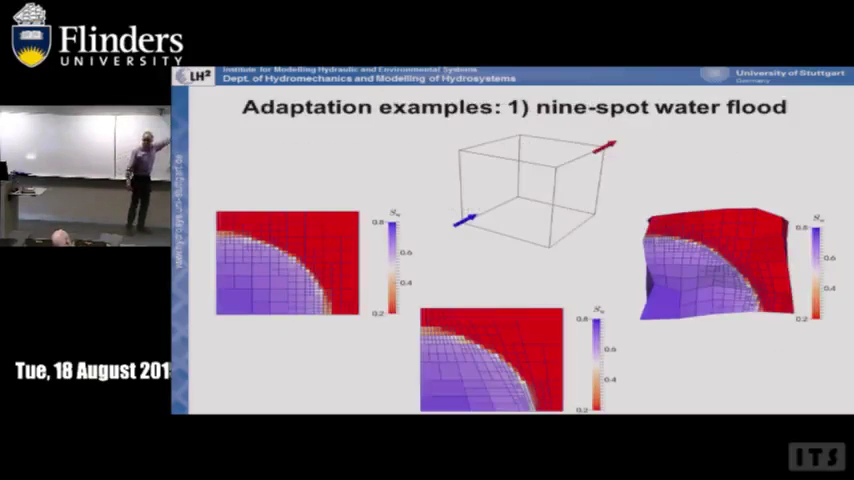 Flinders
UNIVERSITY
LH²
Institute for Modelling Hydraulic and Environmental Systems
Dept. of Hydromechanics and Modelling of Hydrosystems
University of Stuttgart
Germany
Adaptation examples: 1) nine-spot water flood
0.8
0.6
0.4
0.2
0.8
0.6
0.4
0.2
0.8
0.6
0.4
0.2
Tue, 18 August 201
ITS